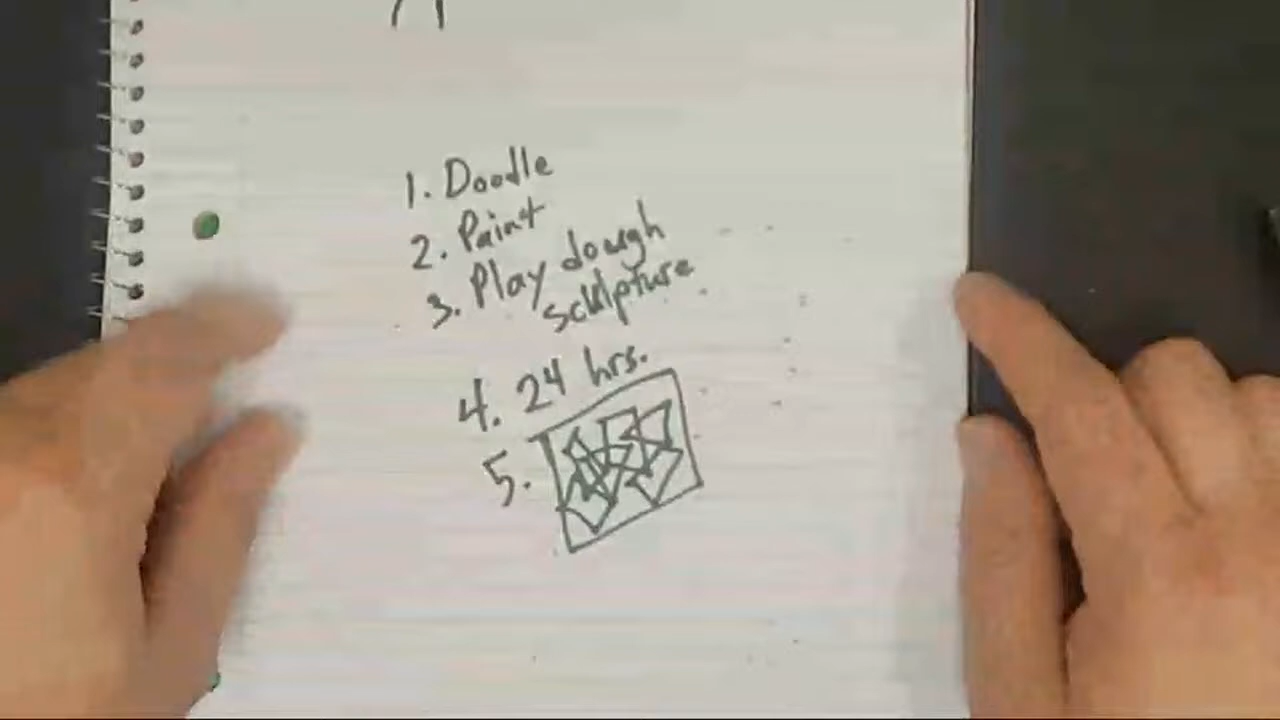 1. Doodle
2. Paint
3. Play dough
sculpture
4. 24 hrs.
5.